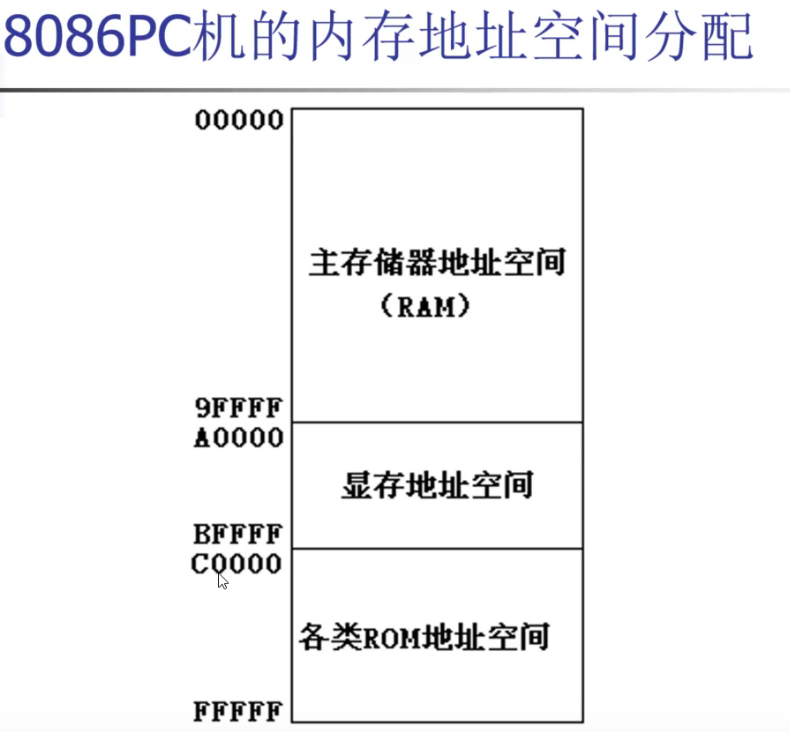 8086PC机的内存地址空间分配
00000
主存储器地址空间
（RAM）
9FFFF
A0000
显存地址空间
BFFFF
C0000
各类ROM地址空间
FFFFF